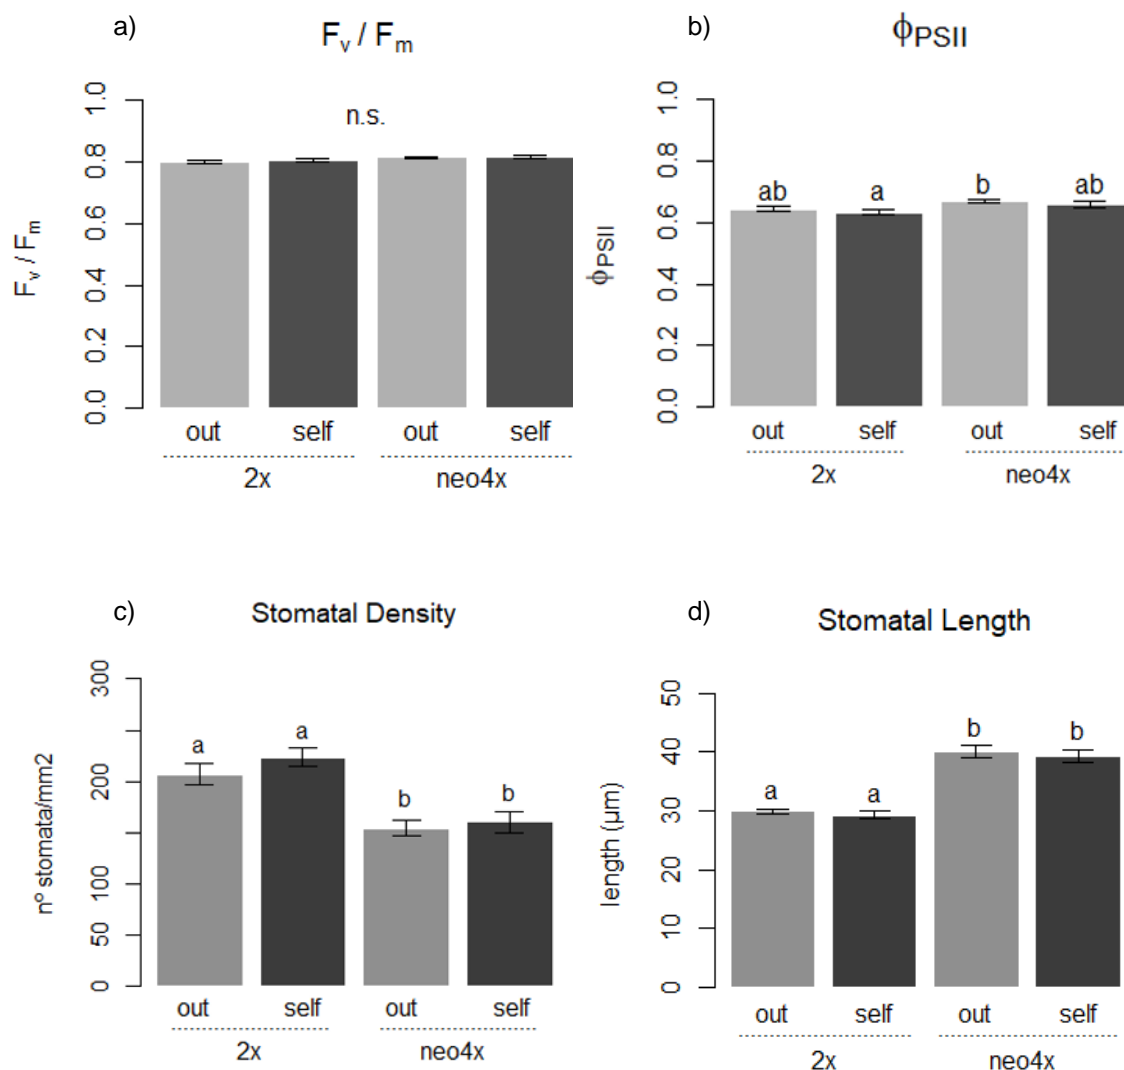 a)
Fv / Fm
Fv / Fm
1.0
0.8
0.6
0.4
0.2
0.0
n.s.
out self out self
2x neo4x
b)
ϕPSII
ϕPSII
1.0
0.8
0.6
0.4
0.2
0.0
ab a b ab
out self out self
2x neo4x
c)
Stomatal Density
nº stomata/mm2
300
200
100
50
0
a a b b
out self out self
2x neo4x
d)
Stomatal Length
length (µm)
50
40
30
20
10
0
a a b b
out self out self
2x neo4x